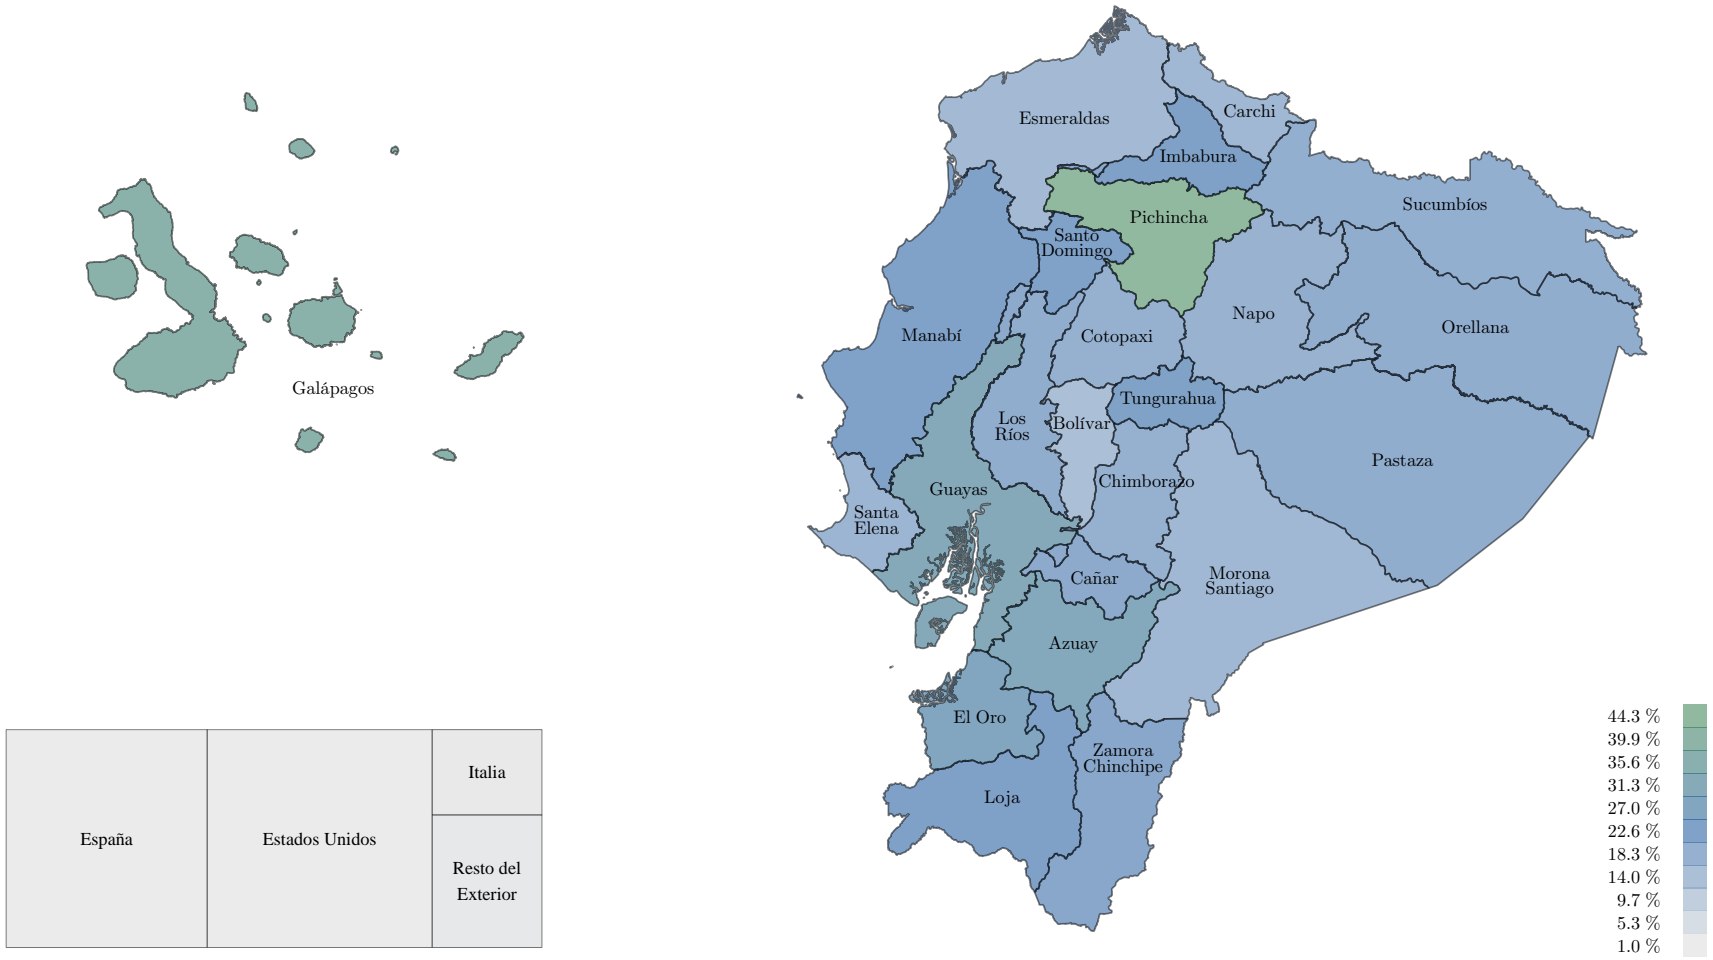 Esmeraldas
Carchi
Imbabura
Sucumbíos
Pichincha
Santo
Domingo
Napo
Orellana
Manabí
Cotopaxi
Galápagos
Tungurahua
Los
Ríos
Bolívar
Pastaza
Chimborazo
Guayas
Santa
Elena
Cañar
Morona
Santiago
Azuay
El Oro
Zamora
Chinchipe
Loja
España
Estados Unidos
Italia
Resto del
Exterior
44.3 %
39.9 %
35.6 %
31.3 %
27.0 %
22.6 %
18.3 %
14.0 %
9.7 %
5.3 %
1.0 %